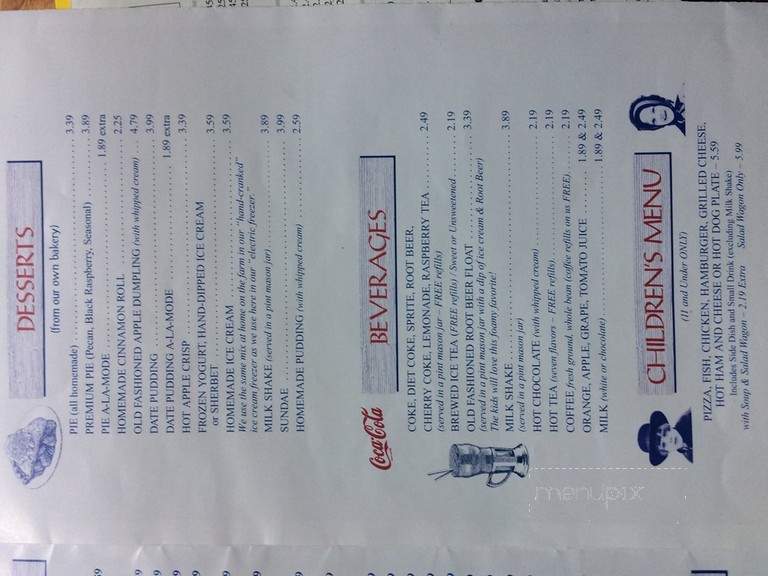 DESSERTS
(from our own bakery)
PIE (all homemade) 3.39
PREMIUM PIE (Pecan, Black Raspberry, Seasonal) 3.89
PIE A-LA-MODE 1.89 extra
HOMEMADE CINNAMON ROLL 2.25
OLD FASHIONED APPLE DUMPLING (with whipped cream) 4.79
DATE PUDDING 3.99
DATE PUDDING A-LA-MODE 1.89 extra
HOT APPLE CRISP 3.39
FROZEN YOGURT, HAND-DIPPED ICE CREAM
or SHERBET 3.59
HOMEMADE ICE CREAM 3.59
We use the same mix at home on the farm in our "hand-cranked"
ice cream freezer as we use here in our "electric freezer."
MILK SHAKE (served in a pint mason jar) 3.89
SUNDAE 3.99
HOMEMADE PUDDING (with whipped cream) 2.59
Coca-Cola
BEVERAGES
COKE, DIET COKE, SPRITE, ROOT BEER,
CHERRY COKE, LEMONADE, RASPBERRY TEA 2.49
(served in a pint mason jar – FREE refills)
BREWED ICE TEA (FREE refills) / Sweet or Unsweetened 2.19
OLD FASHIONED ROOT BEER FLOAT 3.39
(served in a pint mason jar with a dip of ice cream & Root Beer)
The kids will love this foamy favorite!
MILK SHAKE 3.89
(served in a pint mason jar)
HOT CHOCOLATE (with whipped cream) 2.19
HOT TEA (seven flavors – FREE refills) 2.19
COFFEE fresh ground, whole bean (coffee refills on us FREE) 2.19
ORANGE, APPLE, GRAPE, TOMATO JUICE 1.89 & 2.49
MILK (white or chocolate) 1.89 & 2.49
CHILDREN'S MENU
(11 and Under ONLY)
PIZZA, FISH, CHICKEN, HAMBURGER, GRILLED CHEESE,
HOT HAM AND CHEESE OR HOT DOG PLATE – 5.59
Includes Side Dish and Small Drink (excluding Milk Shake)
with Soup & Salad Wagon – 2.19 Extra Salad Wagon Only – 5.99
menupix